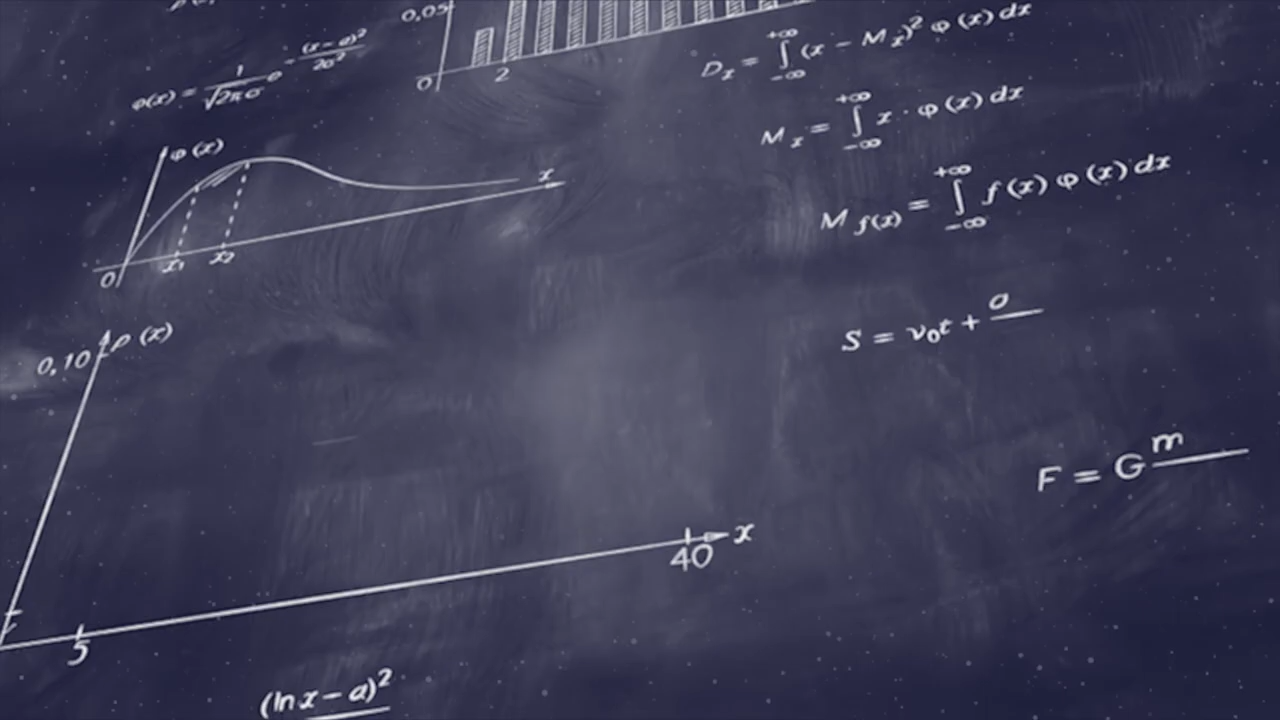 0,05
0
2
φ(x) = 1/√2πσ e^-(x-a)²/2σ²
D_x = ∫_-∞^+∞ (x - M_x)² φ(x) dx
M_x = ∫_-∞^+∞ x · φ(x) dx
φ(x)
x
0
x₁
x₂
M_f(x) = ∫_-∞^+∞ f(x) φ(x) dx
S = v₀t + a
0,10
ρ(x)
F = G m
x
40
5
(ln x - a)²